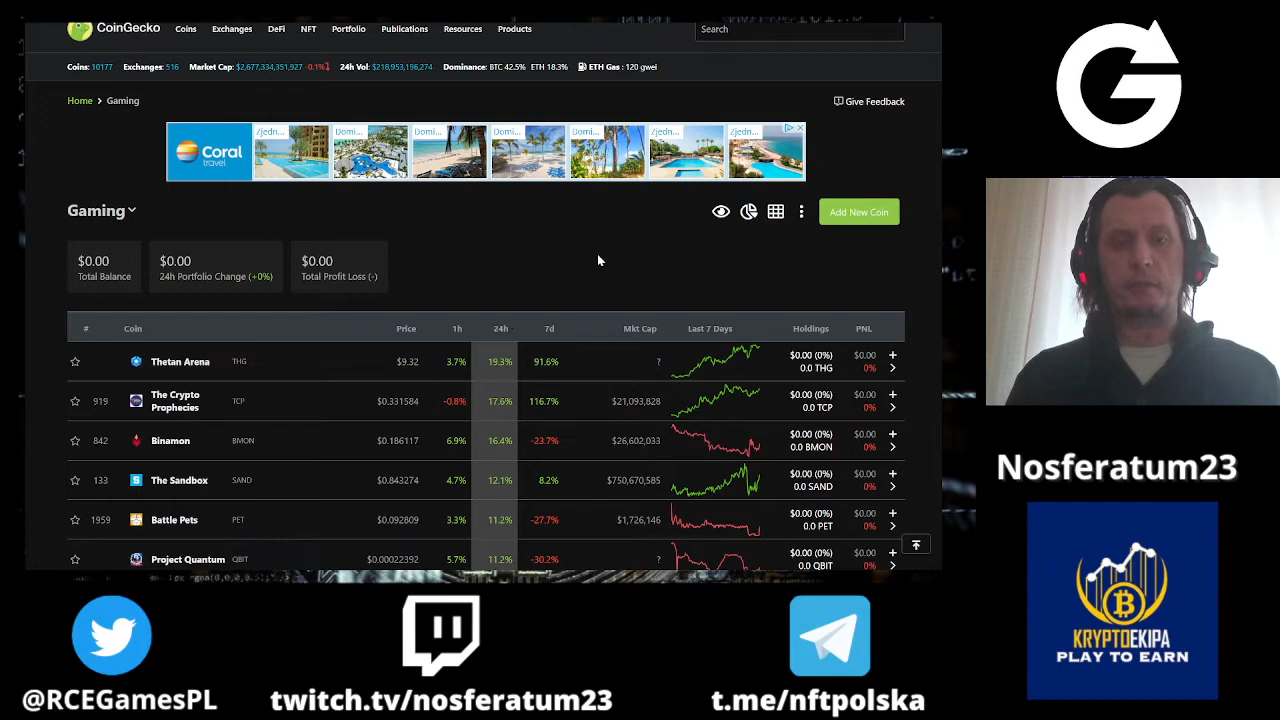 CoinGecko Coins Exchanges DeFi NFT Portfolio Publications Resources Products Search
Coins: 10177 Exchanges: 516 Market Cap: $2,677,334,351,927 -0.1% 24h Vol: $218,953,196,274 Dominance: BTC 42.5% ETH 18.3% ETH Gas : 120 gwei
Home > Gaming Give Feedback
Zjedn... Domi... Domi... Domi... Domi... Zjedn... Zjedn...
Coral
travel
Gaming Add New Coin
$0.00 $0.00 $0.00
Total Balance 24h Portfolio Change (+0%) Total Profit Loss (-)
# Coin Price 1h 24h 7d Mkt Cap Last 7 Days Holdings PNL
Thetan Arena THG $9.32 3.7% 19.3% 91.6% ? $0.00 (0%) $0.00 +
0.0 THG 0%
919 The Crypto Prophecies TCP $0.331584 -0.8% 17.6% 116.7% $21,093,828 $0.00 (0%) $0.00 +
0.0 TCP 0%
842 Binamon BMON $0.186117 6.9% 16.4% -23.7% $26,602,033 $0.00 (0%) $0.00 +
0.0 BMON 0%
133 The Sandbox SAND $0.843274 4.7% 12.1% 8.2% $750,670,585 $0.00 (0%) $0.00 +
0.0 SAND 0%
1959 Battle Pets PET $0.092809 3.3% 11.2% -27.7% $1,726,146 $0.00 (0%) $0.00 +
0.0 PET 0%
Project Quantum QBIT $0.00022392 5.7% 11.2% -30.2% ? $0.00 (0%) $0.00 +
0.0 QBIT 0%
Nosferatum23
KRYPTOEKIPA
PLAY TO EARN
@RCEGamesPL twitch.tv/nosferatum23 t.me/nftpolska